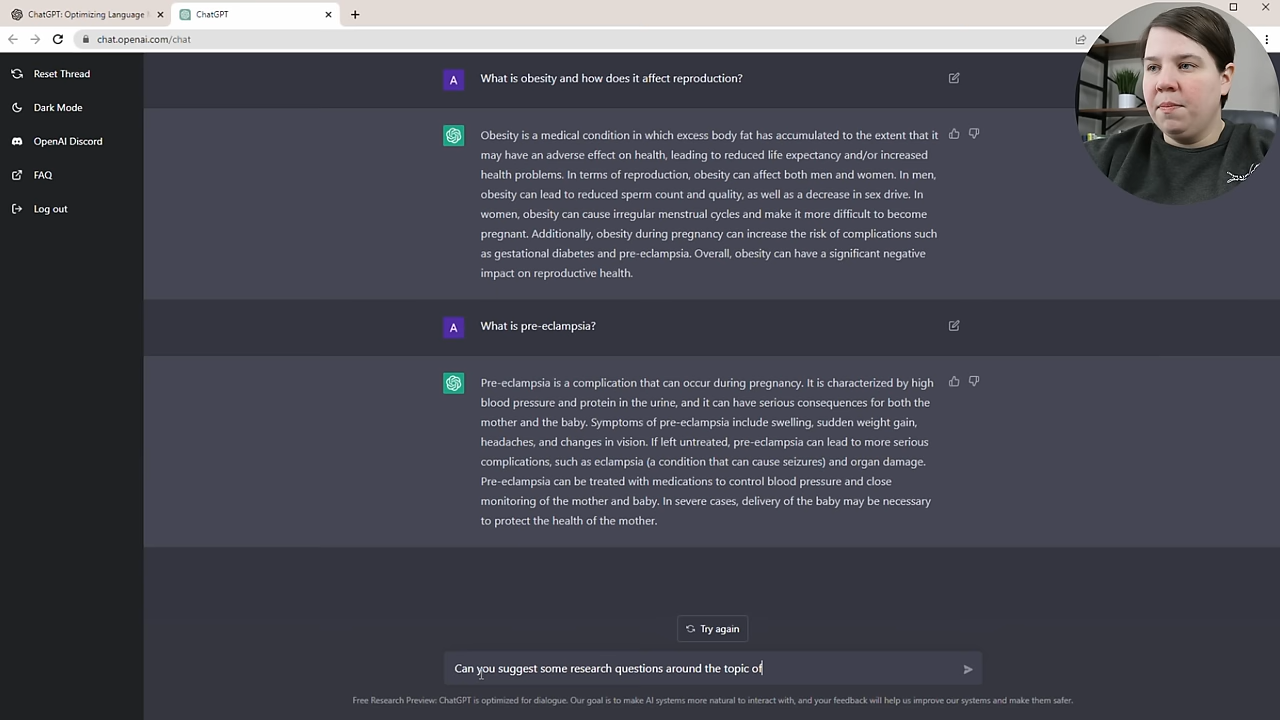 ChatGPT: Optimizing Language
ChatGPT
chat.openai.com/chat
Reset Thread
Dark Mode
OpenAI Discord
FAQ
Log out
A
What is obesity and how does it affect reproduction?
Obesity is a medical condition in which excess body fat has accumulated to the extent that it
may have an adverse effect on health, leading to reduced life expectancy and/or increased
health problems. In terms of reproduction, obesity can affect both men and women. In men,
obesity can lead to reduced sperm count and quality, as well as a decrease in sex drive. In
women, obesity can cause irregular menstrual cycles and make it more difficult to become
pregnant. Additionally, obesity during pregnancy can increase the risk of complications such
as gestational diabetes and pre-eclampsia. Overall, obesity can have a significant negative
impact on reproductive health.
A
What is pre-eclampsia?
Pre-eclampsia is a complication that can occur during pregnancy. It is characterized by high
blood pressure and protein in the urine, and it can have serious consequences for both the
mother and the baby. Symptoms of pre-eclampsia include swelling, sudden weight gain,
headaches, and changes in vision. If left untreated, pre-eclampsia can lead to more serious
complications, such as eclampsia (a condition that can cause seizures) and organ damage.
Pre-eclampsia can be treated with medications to control blood pressure and close
monitoring of the mother and baby. In severe cases, delivery of the baby may be necessary
to protect the health of the mother.
Try again
Can you suggest some research questions around the topic of
Free Research Preview: ChatGPT is optimized for dialogue. Our goal is to make AI systems more natural to interact with, and your feedback will help us improve our systems and make them safer.